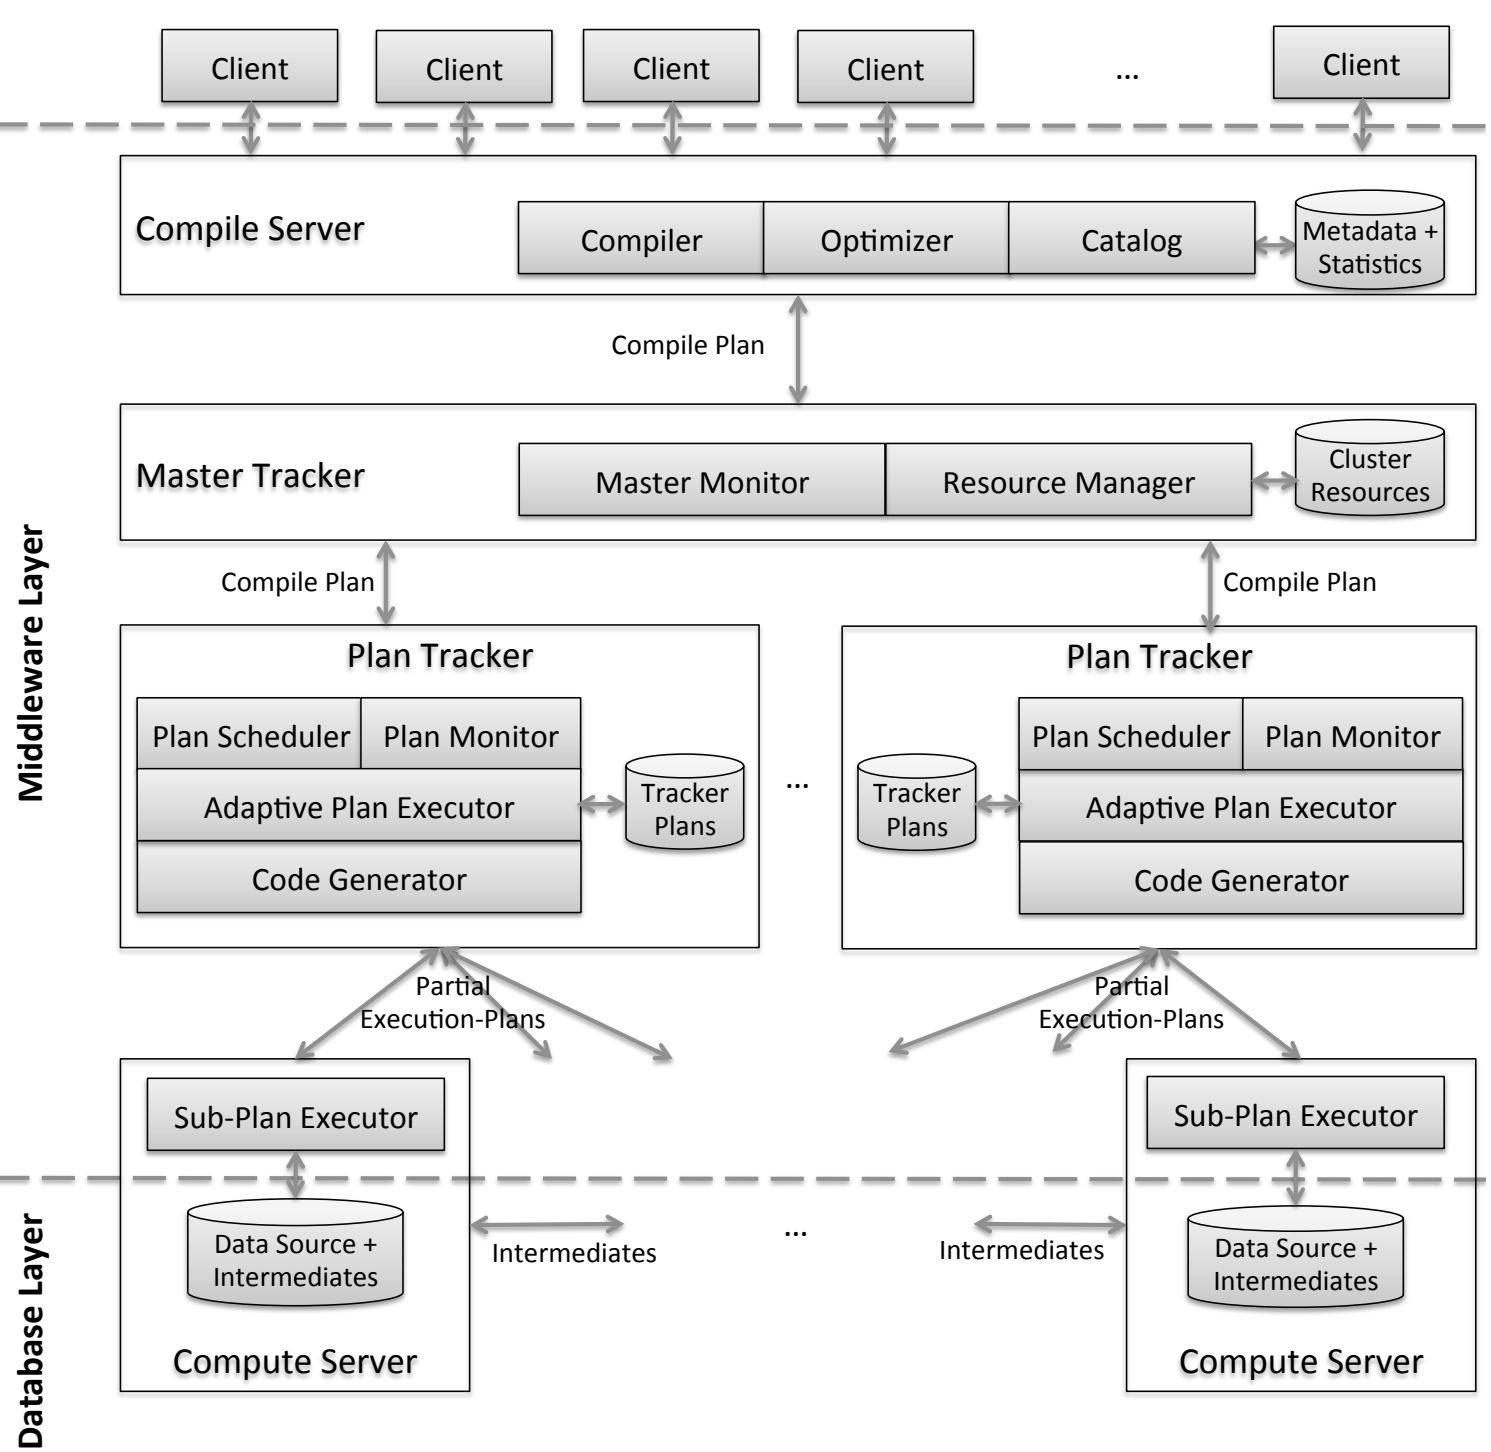 Client
Client
Client
Client
...
Client
Compile Server
Compiler
Optimizer
Catalog
Metadata +
Statistics
Compile Plan
Master Tracker
Master Monitor
Resource Manager
Cluster
Resources
Middleware Layer
Compile Plan
Compile Plan
Plan Tracker
Plan Scheduler
Plan Monitor
Adaptive Plan Executor
Code Generator
Tracker
Plans
...
Plan Tracker
Tracker
Plans
Plan Scheduler
Plan Monitor
Adaptive Plan Executor
Code Generator
Partial
Execution-Plans
Partial
Execution-Plans
Sub-Plan Executor
Sub-Plan Executor
Database Layer
Data Source +
Intermediates
Compute Server
Intermediates
...
Intermediates
Data Source +
Intermediates
Compute Server